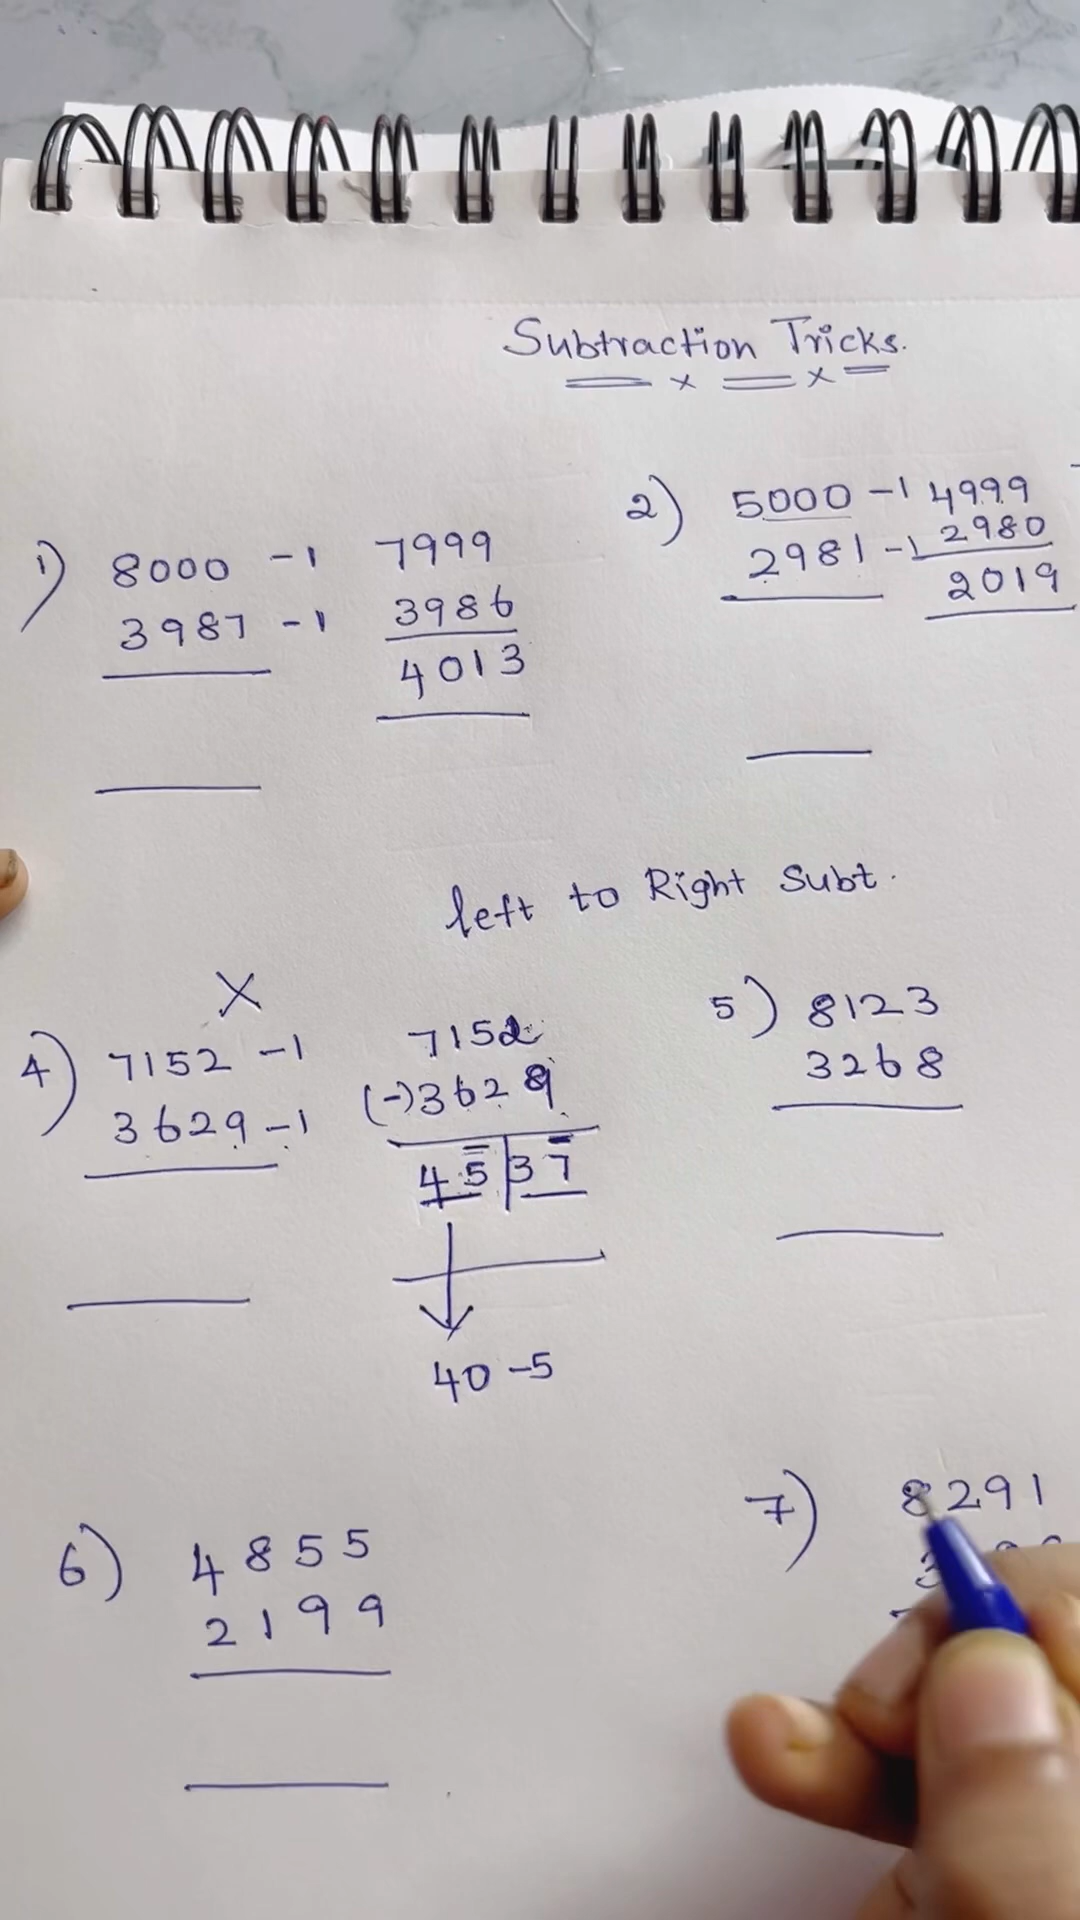 Subtraction Tricks.
1) 8000 -1 7999
3987 -1 3986
4013
2) 5000 -1 4999
2981 -1 2980
2019
left to Right Subt.
X
4) 7152 -1 7152
3629 -1 (-)3629
45|37
40 -5
5) 8123
3268
6) 4855
2199
7) 8291